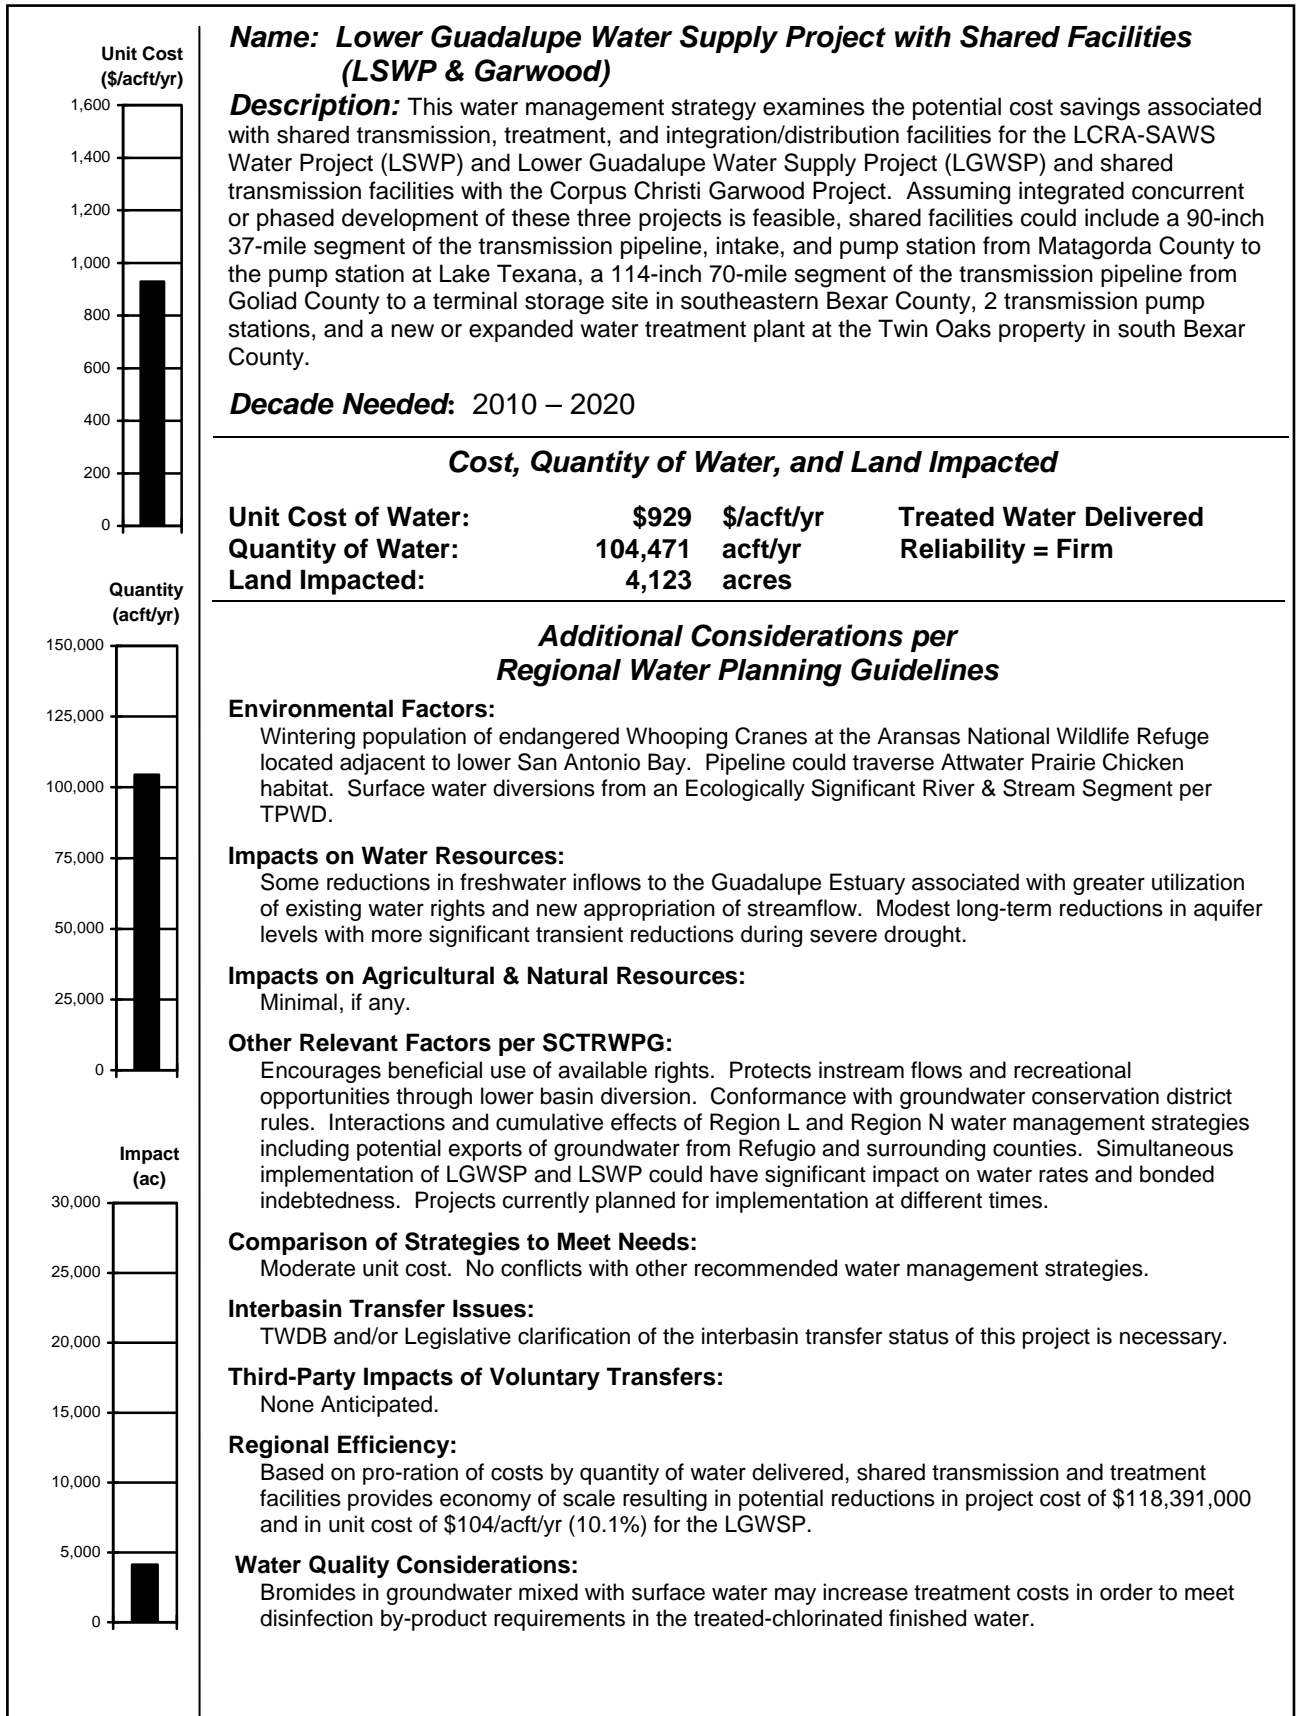 Unit Cost
($/acft/yr)
1,600
1,400
1,200
1,000
800
600
400
200
0
Quantity
(acft/yr)
150,000
125,000
100,000
75,000
50,000
25,000
0
Impact
(ac)
30,000
25,000
20,000
15,000
10,000
5,000
0
Name: Lower Guadalupe Water Supply Project with Shared Facilities
(LSWP & Garwood)
Description: This water management strategy examines the potential cost savings associated
with shared transmission, treatment, and integration/distribution facilities for the LCRA-SAWS
Water Project (LSWP) and Lower Guadalupe Water Supply Project (LGWSP) and shared
transmission facilities with the Corpus Christi Garwood Project. Assuming integrated concurrent
or phased development of these three projects is feasible, shared facilities could include a 90-inch
37-mile segment of the transmission pipeline, intake, and pump station from Matagorda County to
the pump station at Lake Texana, a 114-inch 70-mile segment of the transmission pipeline from
Goliad County to a terminal storage site in southeastern Bexar County, 2 transmission pump
stations, and a new or expanded water treatment plant at the Twin Oaks property in south Bexar
County.
Decade Needed: 2010 – 2020
Cost, Quantity of Water, and Land Impacted
Unit Cost of Water: $929 $/acft/yr Treated Water Delivered
Quantity of Water: 104,471 acft/yr Reliability = Firm
Land Impacted: 4,123 acres
Additional Considerations per
Regional Water Planning Guidelines
Environmental Factors:
Wintering population of endangered Whooping Cranes at the Aransas National Wildlife Refuge
located adjacent to lower San Antonio Bay. Pipeline could traverse Attwater Prairie Chicken
habitat. Surface water diversions from an Ecologically Significant River & Stream Segment per
TPWD.
Impacts on Water Resources:
Some reductions in freshwater inflows to the Guadalupe Estuary associated with greater utilization
of existing water rights and new appropriation of streamflow. Modest long-term reductions in aquifer
levels with more significant transient reductions during severe drought.
Impacts on Agricultural & Natural Resources:
Minimal, if any.
Other Relevant Factors per SCTRWPG:
Encourages beneficial use of available rights. Protects instream flows and recreational
opportunities through lower basin diversion. Conformance with groundwater conservation district
rules. Interactions and cumulative effects of Region L and Region N water management strategies
including potential exports of groundwater from Refugio and surrounding counties. Simultaneous
implementation of LGWSP and LSWP could have significant impact on water rates and bonded
indebtedness. Projects currently planned for implementation at different times.
Comparison of Strategies to Meet Needs:
Moderate unit cost. No conflicts with other recommended water management strategies.
Interbasin Transfer Issues:
TWDB and/or Legislative clarification of the interbasin transfer status of this project is necessary.
Third-Party Impacts of Voluntary Transfers:
None Anticipated.
Regional Efficiency:
Based on pro-ration of costs by quantity of water delivered, shared transmission and treatment
facilities provides economy of scale resulting in potential reductions in project cost of $118,391,000
and in unit cost of $104/acft/yr (10.1%) for the LGWSP.
Water Quality Considerations:
Bromides in groundwater mixed with surface water may increase treatment costs in order to meet
disinfection by-product requirements in the treated-chlorinated finished water.